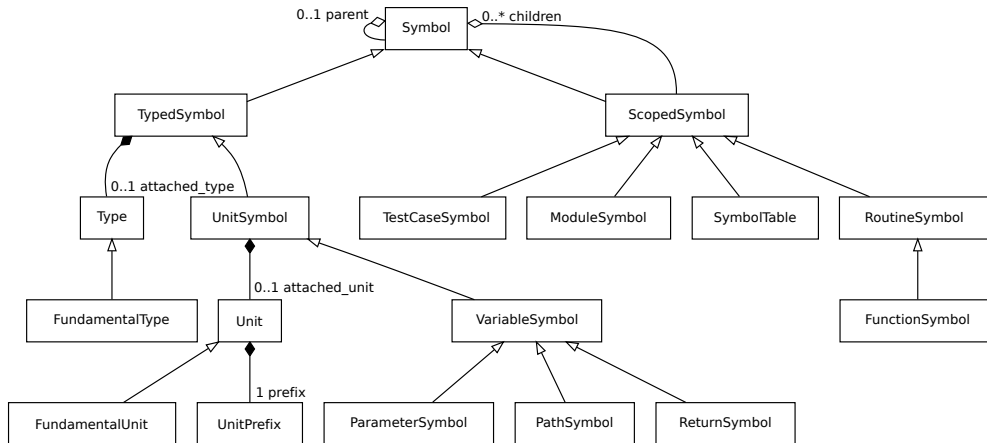 0..1 parent
Symbol
0..* children
TypedSymbol
ScopedSymbol
0..1 attached_type
Type
UnitSymbol
TestCaseSymbol
ModuleSymbol
SymbolTable
RoutineSymbol
0..1 attached_unit
FundamentalType
Unit
VariableSymbol
FunctionSymbol
1 prefix
FundamentalUnit
UnitPrefix
ParameterSymbol
PathSymbol
ReturnSymbol